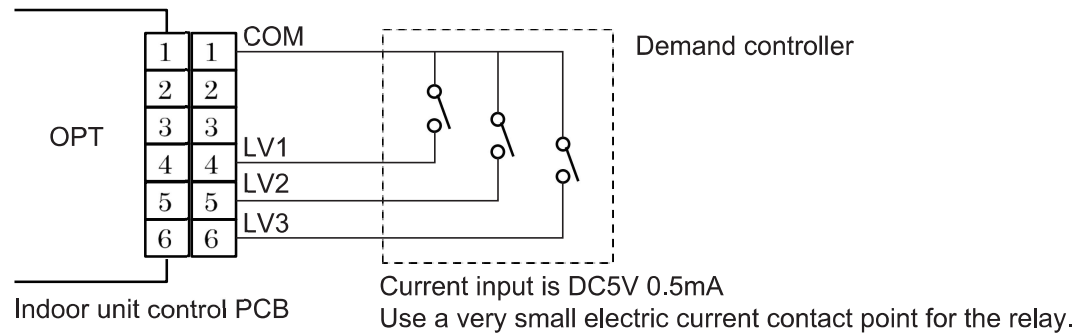 COM
Demand controller
1 1
2 2
OPT
3 3
LV1
4 4
LV2
5 5
LV3
6 6
Indoor unit control PCB
Current input is DC5V 0.5mA
Use a very small electric current contact point for the relay.